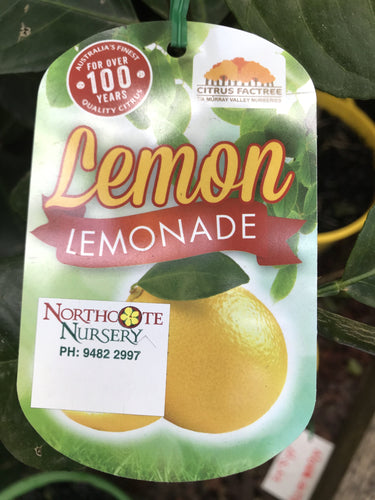 AUSTRALIA'S FINEST
FOR OVER
100
YEARS
QUALITY CITRUS
CITRUS FACTREE
MURRAY VALLEY NURSERIES
Lemon
LEMONADE
NORTHCOTE
NURSERY
PH: 9482 2997